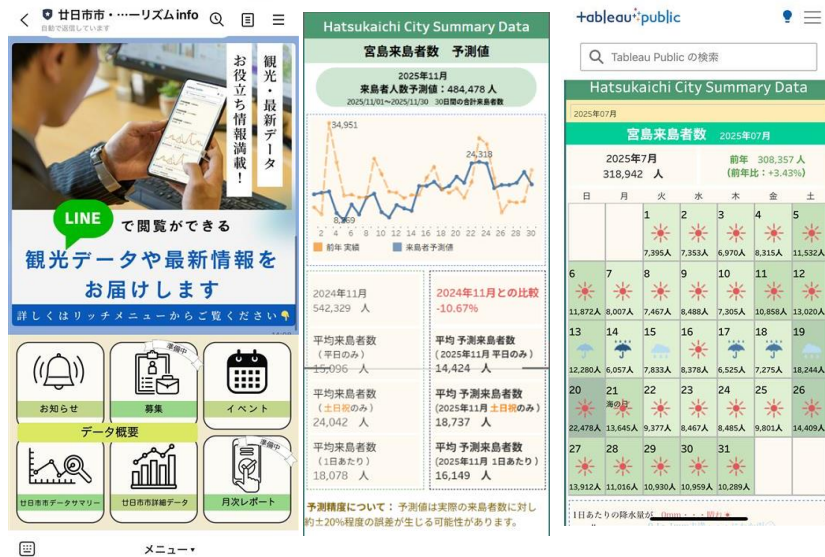 廿日市市・…ーリズムinfo
自動で返信しています
観光・最新データ
お役立ち情報満載！
LINE
で閲覧ができる
観光データや最新情報を
お届けします
詳しくはリッチメニューからご覧ください👇
お知らせ
準備中
募集
イベント
データ概要
廿日市市データサマリー
廿日市市詳細データ
準備中
月次レポート
メニュー▾
Hatsukaichi City Summary Data
宮島来島者数 予測値
2025年11月
来島者人数予測値：484,478 人
2025/11/01～2025/11/30 30日間の合計来島者数
34,951
24,318
8,269
2 4 6 8 10 12 14 16 18 20 22 24 26 28 30
前年 実績
来島者予測値
2024年11月
542,329 人
2024年11月との比較
-10.67%
平均来島者数
（平日のみ）
15,096 人
平均 予測来島者数
（2025年11月 平日のみ）
14,424 人
平均来島者数
（土日祝のみ）
24,042 人
平均 予測来島者数
(2025年11月 土日祝のみ）
18,737 人
平均来島者数
（1日あたり）
18,078 人
平均 予測来島者数
(2025年11月 1日あたり）
16,149 人
予測精度について： 予測値は実際の来島者数に対し
約±20%程度の誤差が生じる可能性があります。
+ableau+public
Tableau Public の検索
Hatsukaichi City Summary Data
2025年07月
宮島来島者数 2025年07月
2025年7月
318,942 人
前年 308,357 人
(前年比：+3.43%)
日 月 火 水 木 金 土
1 2 3 4 5
7,395人 7,353人 6,970人 8,315人 11,532人
6 7 8 9 10 11 12
11,872人 8,007人 7,467人 8,488人 7,305人 10,858人 13,020人
13 14 15 16 17 18 19
12,280人 6,057人 7,833人 8,378人 6,525人 7,275人 18,244人
20 21 22 23 24 25 26
海の日
22,478人 13,645人 9,377人 8,467人 8,485人 9,801人 14,409人
27 28 29 30 31
13,912人 11,016人 10,930人 10,959人 10,289人
1日あたりの降水量が 0mm・・・晴れ☀